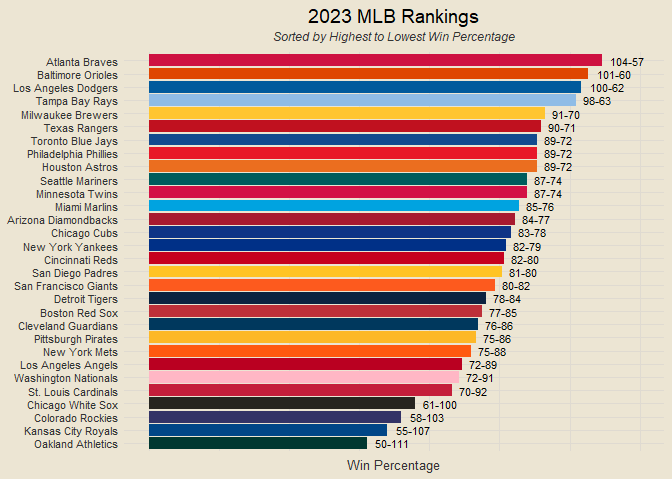 2023 MLB Rankings
Sorted by Highest to Lowest Win Percentage
Atlanta Braves 104-57
Baltimore Orioles 101-60
Los Angeles Dodgers 100-62
Tampa Bay Rays 98-63
Milwaukee Brewers 91-70
Texas Rangers 90-71
Toronto Blue Jays 89-72
Philadelphia Phillies 89-72
Houston Astros 89-72
Seattle Mariners 87-74
Minnesota Twins 87-74
Miami Marlins 85-76
Arizona Diamondbacks 84-77
Chicago Cubs 83-78
New York Yankees 82-79
Cincinnati Reds 82-80
San Diego Padres 81-80
San Francisco Giants 80-82
Detroit Tigers 78-84
Boston Red Sox 77-85
Cleveland Guardians 76-86
Pittsburgh Pirates 75-86
New York Mets 75-88
Los Angeles Angels 72-89
Washington Nationals 72-91
St. Louis Cardinals 70-92
Chicago White Sox 61-100
Colorado Rockies 58-103
Kansas City Royals 55-107
Oakland Athletics 50-111
Win Percentage